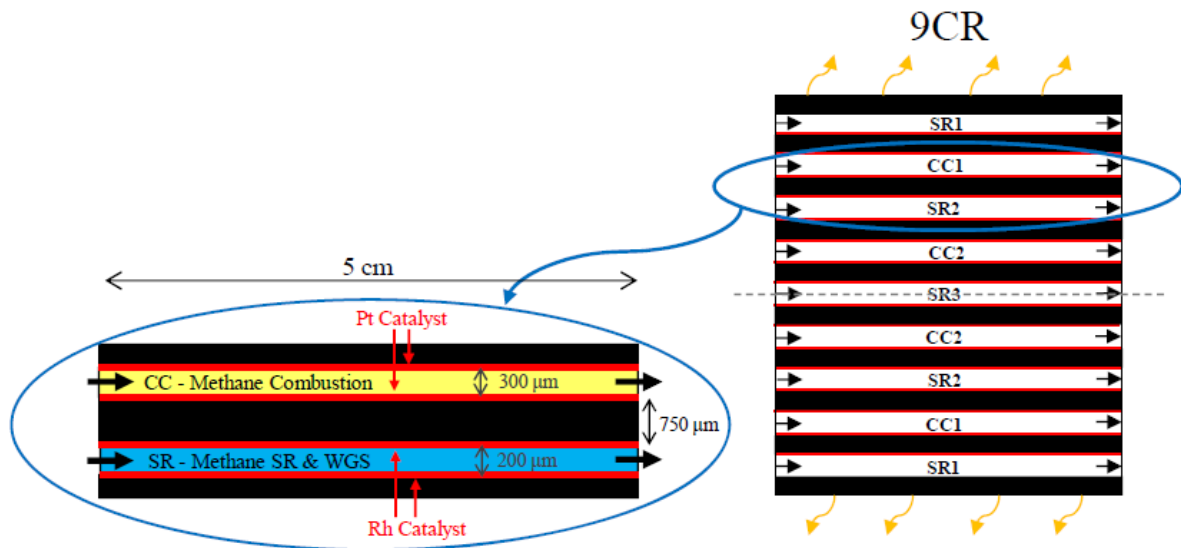 9CR
SR1
CC1
SR2
CC2
SR3
CC2
SR2
CC1
SR1
5 cm
Pt Catalyst
CC - Methane Combustion
300 μm
750 μm
SR - Methane SR & WGS
200 μm
Rh Catalyst